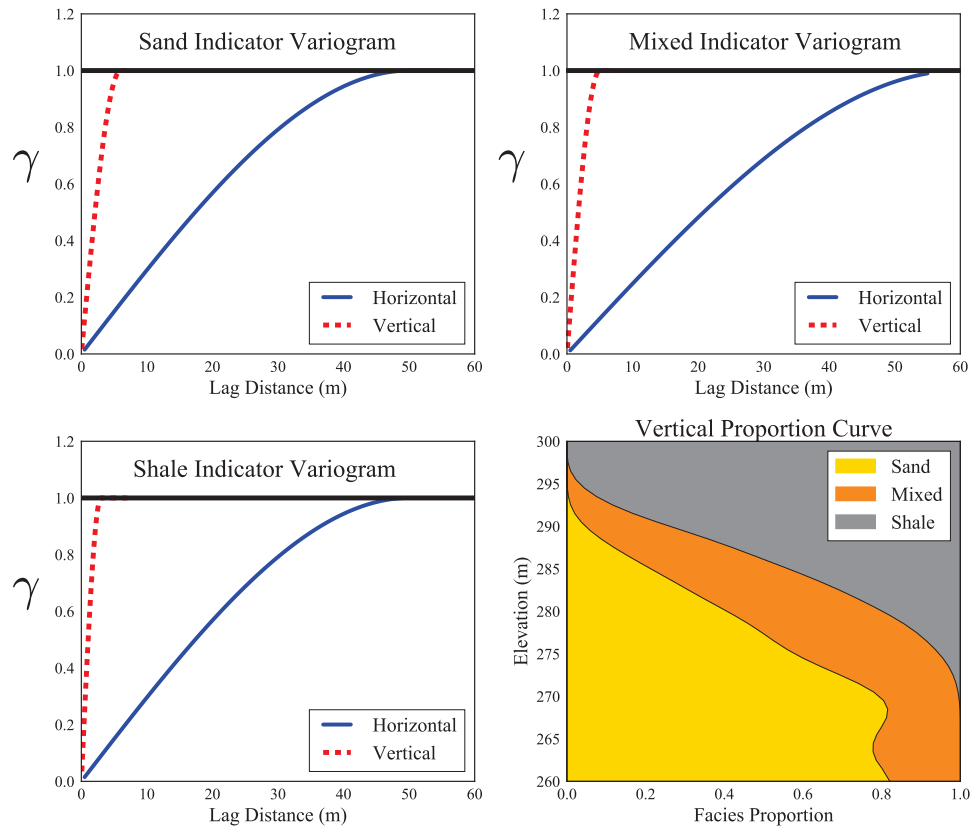 Sand Indicator Variogram
1.2
1.0
0.8
0.6
0.4
0.2
0.0
γ
Horizontal
Vertical
0 10 20 30 40 50 60
Lag Distance (m)
Mixed Indicator Variogram
1.2
1.0
0.8
0.6
0.4
0.2
0.0
γ
Horizontal
Vertical
0 10 20 30 40 50 60
Lag Distance (m)
Shale Indicator Variogram
1.2
1.0
0.8
0.6
0.4
0.2
0.0
γ
Horizontal
Vertical
0 10 20 30 40 50 60
Lag Distance (m)
Vertical Proportion Curve
300
295
290
285
280
275
270
265
260
Elevation (m)
Sand
Mixed
Shale
0.0 0.2 0.4 0.6 0.8 1.0
Facies Proportion